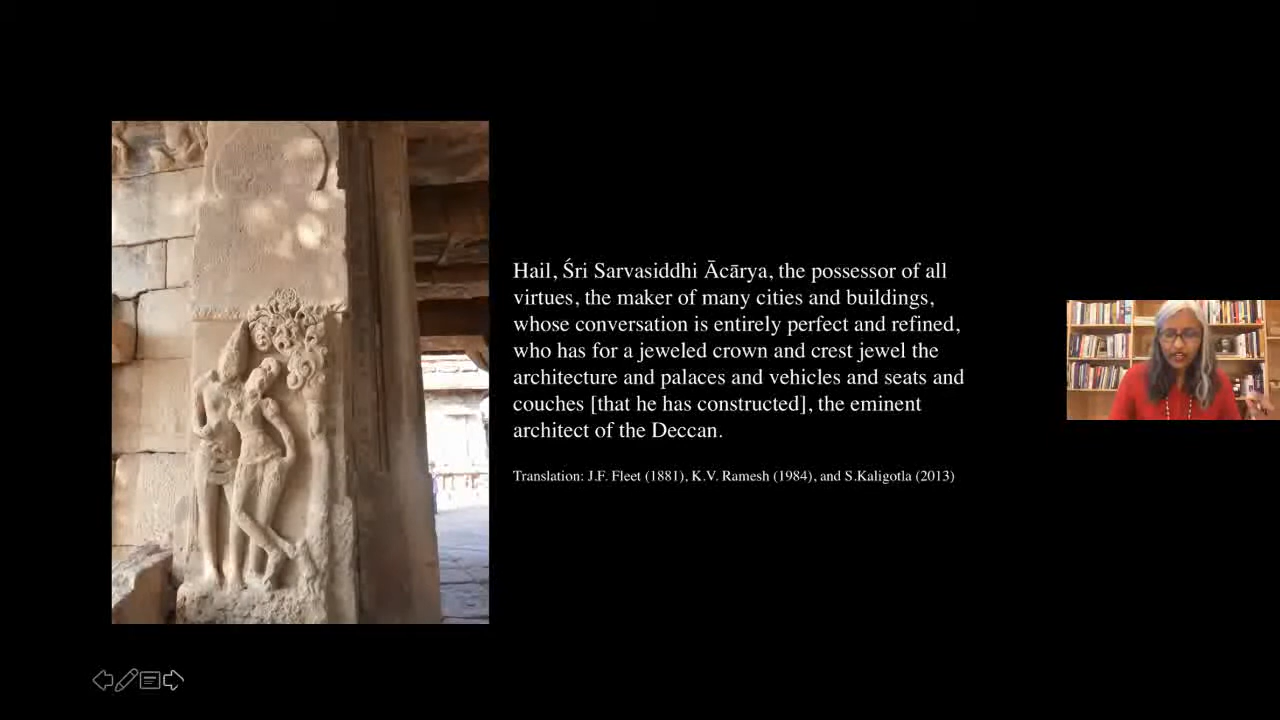 Hail, Śri Sarvasiddhi Ācārya, the possessor of all
virtues, the maker of many cities and buildings,
whose conversation is entirely perfect and refined,
who has for a jeweled crown and crest jewel the
architecture and palaces and vehicles and seats and
couches [that he has constructed], the eminent
architect of the Deccan.
Translation: J.F. Fleet (1881), K.V. Ramesh (1984), and S.Kaligotla (2013)